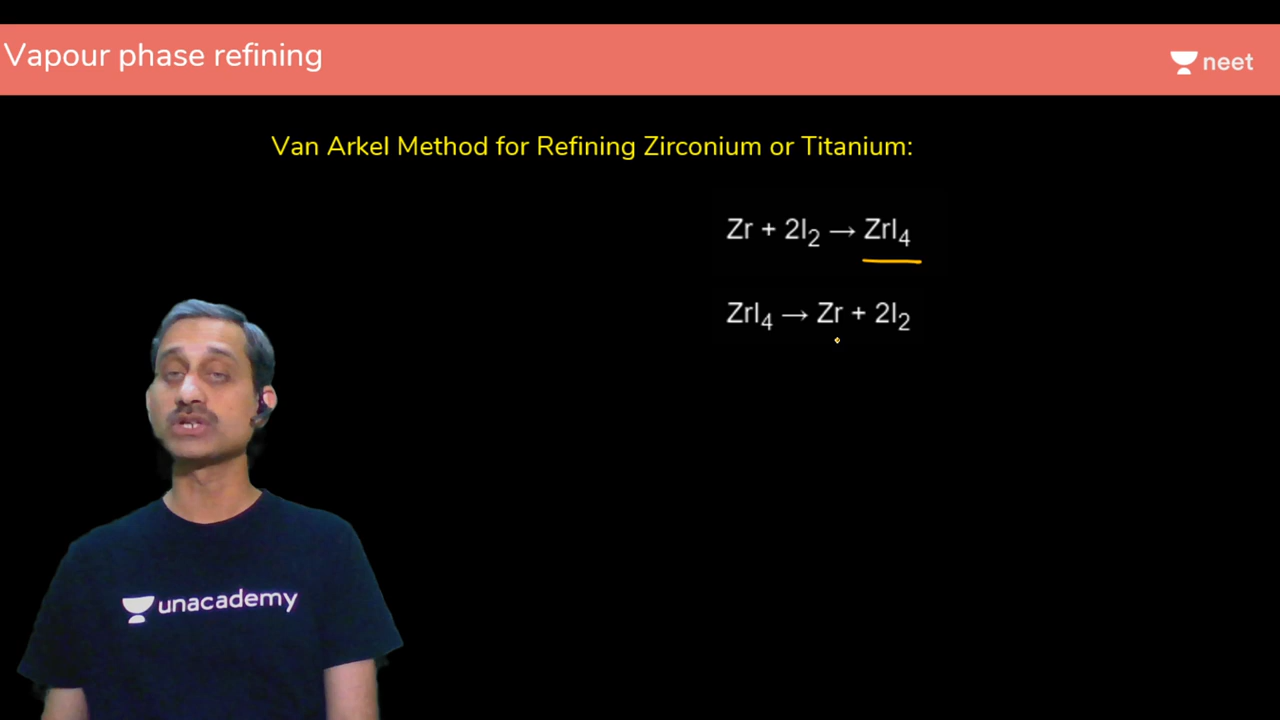 Vapour phase refining
neet
Van Arkel Method for Refining Zirconium or Titanium:
Zr + 2I₂ → ZrI₄
ZrI₄ → Zr + 2I₂
unacademy